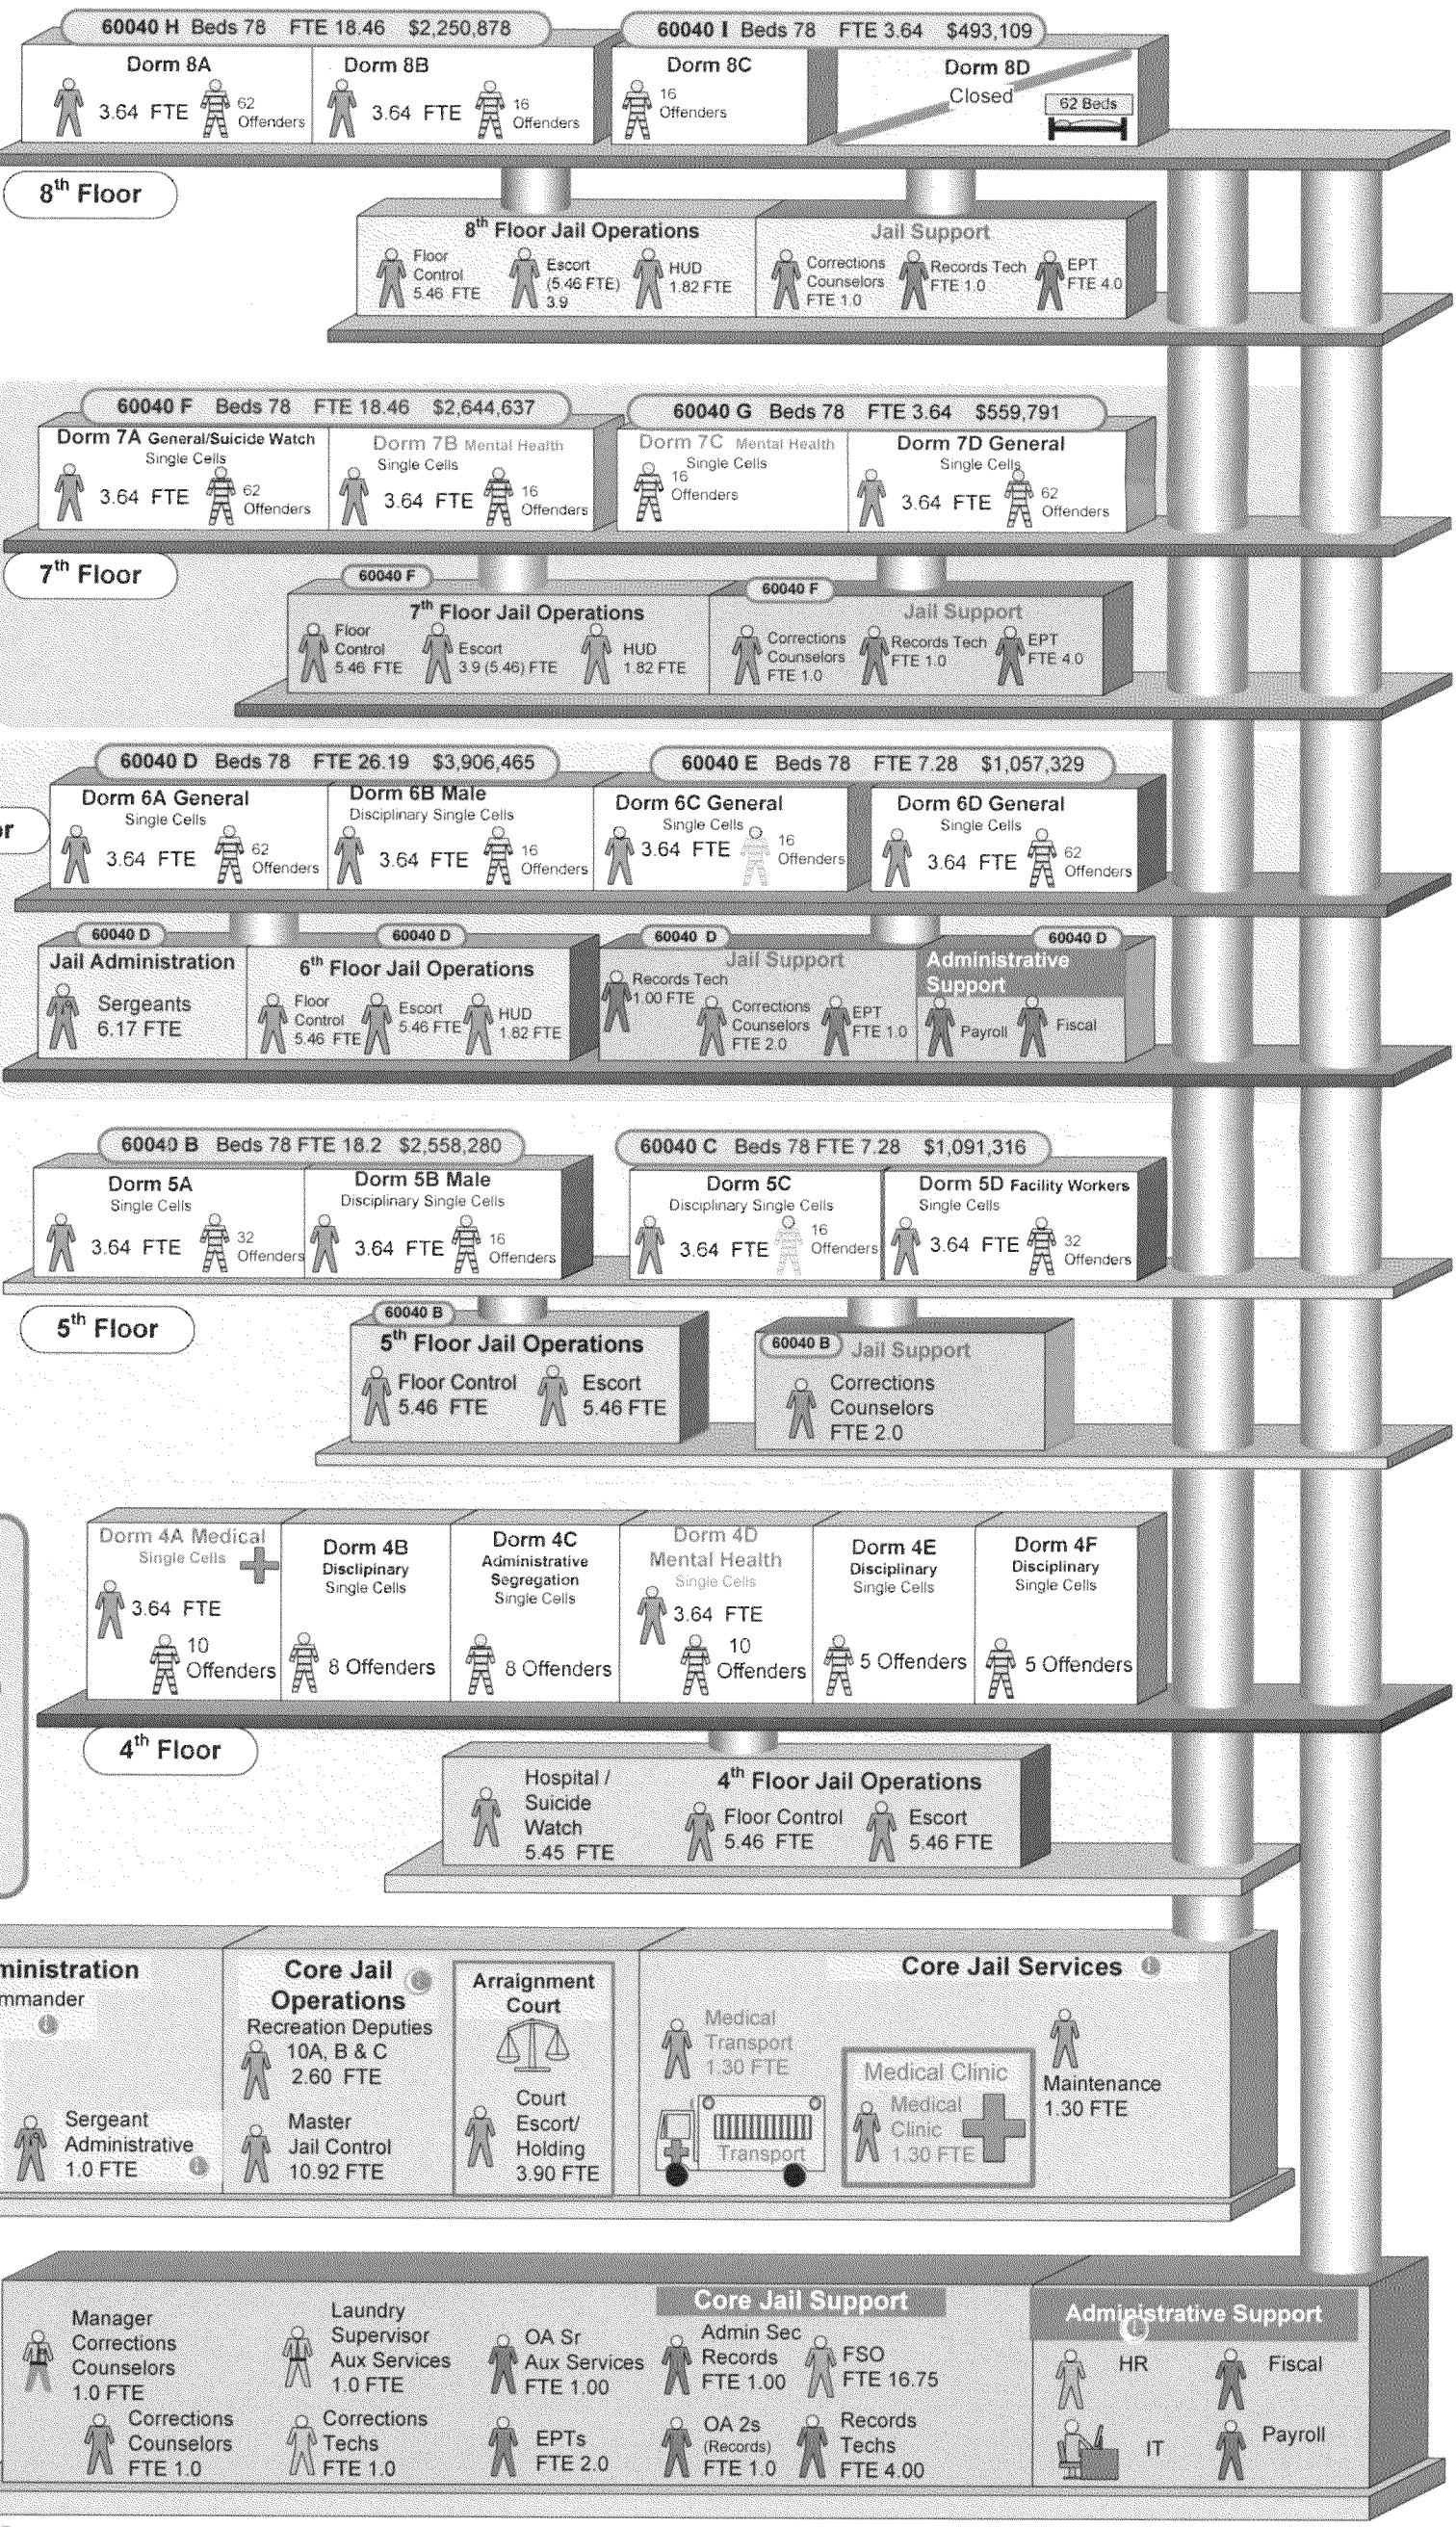 60040 H Beds 78 FTE 18.46 $2,250,878
60040 I Beds 78 FTE 3.64 $493,109
Dorm 8A
3.64 FTE
62
Offenders
Dorm 8B
3.64 FTE
16
Offenders
Dorm 8C
16
Offenders
Dorm 8D
Closed
62 Beds
8th Floor
8th Floor Jail Operations
Floor
Control
5.46 FTE
Escort
(5.46 FTE)
3.9
HUD
1.82 FTE
Jail Support
Corrections
Counselors
FTE 1.0
Records Tech
FTE 1.0
EPT
FTE 4.0
60040 F Beds 78 FTE 18.46 $2,644,637
60040 G Beds 78 FTE 3.64 $559,791
Dorm 7A General/Suicide Watch
Single Cells
3.64 FTE
62
Offenders
Dorm 7B Mental Health
Single Cells
3.64 FTE
16
Offenders
Dorm 7C Mental Health
Single Cells
16
Offenders
Dorm 7D General
Single Cells
3.64 FTE
62
Offenders
7th Floor
60040 F
7th Floor Jail Operations
Floor
Control
5.46 FTE
Escort
3.9 (5.46) FTE
HUD
1.82 FTE
60040 F
Jail Support
Corrections
Counselors
FTE 1.0
Records Tech
FTE 1.0
EPT
FTE 4.0
60040 D Beds 78 FTE 26.19 $3,906,465
60040 E Beds 78 FTE 7.28 $1,057,329
or
Dorm 6A General
Single Cells
3.64 FTE
62
Offenders
Dorm 6B Male
Disciplinary Single Cells
3.64 FTE
16
Offenders
Dorm 6C General
Single Cells
3.64 FTE
16
Offenders
Dorm 6D General
Single Cells
3.64 FTE
62
Offenders
60040 D
Jail Administration
Sergeants
6.17 FTE
60040 D
6th Floor Jail Operations
Floor
Control
5.46 FTE
Escort
5.46 FTE
HUD
1.82 FTE
60040 D
Jail Support
Records Tech
1.00 FTE
Corrections
Counselors
FTE 2.0
EPT
FTE 1.0
60040 D
Administrative
Support
Payroll
Fiscal
60040 B Beds 78 FTE 18.2 $2,558,280
60040 C Beds 78 FTE 7.28 $1,091,316
Dorm 5A
Single Cells
3.64 FTE
32
Offenders
Dorm 5B Male
Disciplinary Single Cells
3.64 FTE
16
Offenders
Dorm 5C
Disciplinary Single Cells
3.64 FTE
16
Offenders
Dorm 5D Facility Workers
Single Cells
3.64 FTE
32
Offenders
5th Floor
60040 B
5th Floor Jail Operations
Floor Control
5.46 FTE
Escort
5.46 FTE
60040 B
Jail Support
Corrections
Counselors
FTE 2.0
Dorm 4A Medical
Single Cells
3.64 FTE
10
Offenders
Dorm 4B
Disclipinary
Single Cells
8 Offenders
Dorm 4C
Administrative
Segregation
Single Cells
8 Offenders
Dorm 4D
Mental Health
Single Cells
3.64 FTE
10
Offenders
Dorm 4E
Disciplinary
Single Cells
5 Offenders
Dorm 4F
Disciplinary
Single Cells
5 Offenders
4th Floor
Hospital /
Suicide
Watch
5.45 FTE
4th Floor Jail Operations
Floor Control
5.46 FTE
Escort
5.46 FTE
ministration
mmander
Sergeant
Administrative
1.0 FTE
Core Jail
Operations
Recreation Deputies
10A, B & C
2.60 FTE
Master
Jail Control
10.92 FTE
Arraignment
Court
Court
Escort/
Holding
3.90 FTE
Core Jail Services
Medical
Transport
1.30 FTE
Transport
Medical Clinic
Medical
Clinic
1.30 FTE
Maintenance
1.30 FTE
Core Jail Support
Manager
Corrections
Counselors
1.0 FTE
Laundry
Supervisor
Aux Services
1.0 FTE
OA Sr
Aux Services
FTE 1.00
Admin Sec
Records
FTE 1.00
FSO
FTE 16.75
Corrections
Counselors
FTE 1.0
Corrections
Techs
FTE 1.0
EPTs
FTE 2.0
OA 2s
(Records)
FTE 1.0
Records
Techs
FTE 4.00
Administrative Support
HR
Fiscal
IT
Payroll